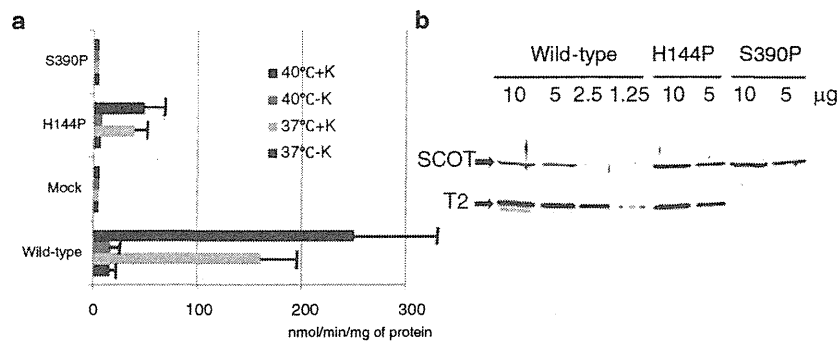 a
S390P
H144P
Mock
Wild-type
40℃+K
40℃-K
37℃+K
37℃-K
0 100 200 300
nmol/min/mg of protein
b
Wild-type H144P S390P
10 5 2.5 1.25 10 5 10 5 μg
SCOT
T2